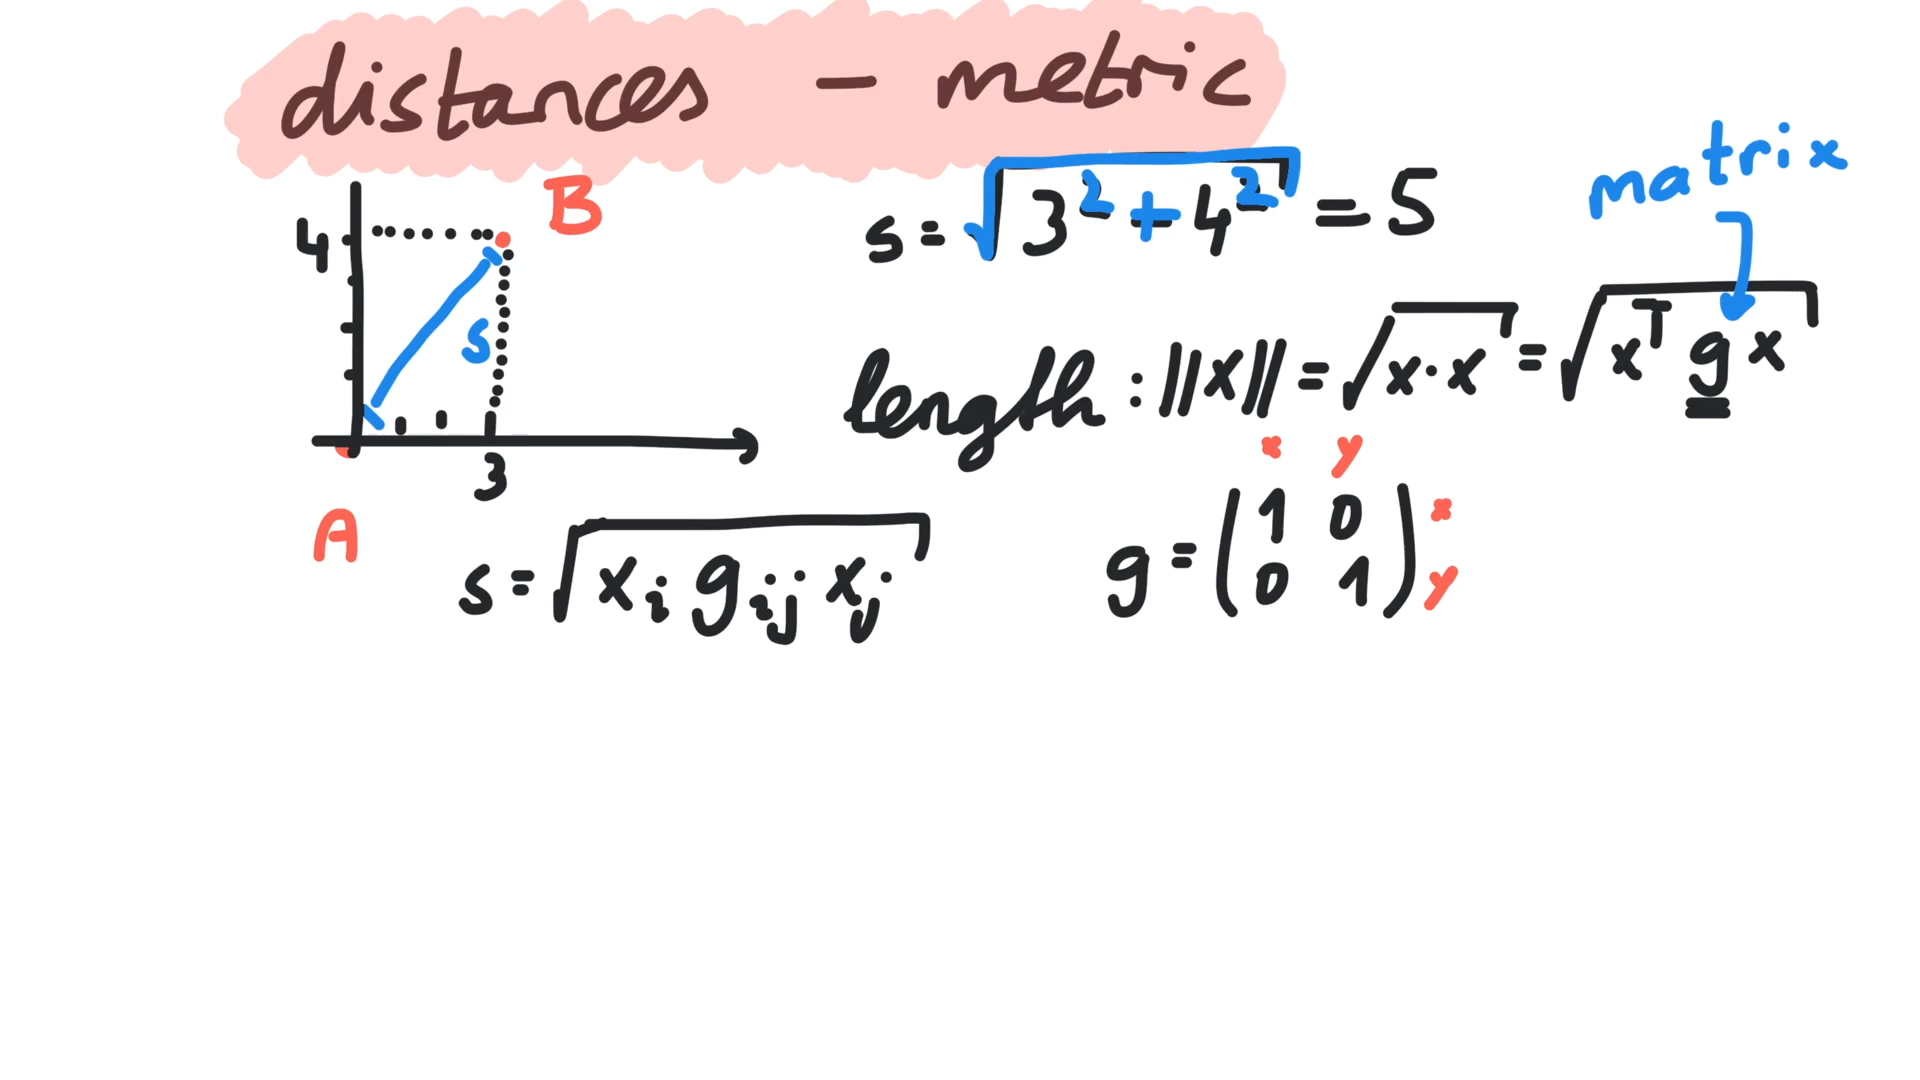 distances - metric
B
4
s
3
A
s = √(3² + 4²) = 5
matrix
length : ||x|| = √(x · x) = √(xᵀ g x)
x y
g = (1 0) x
(0 1) y
s = √(xᵢ gᵢⱼ xⱼ)